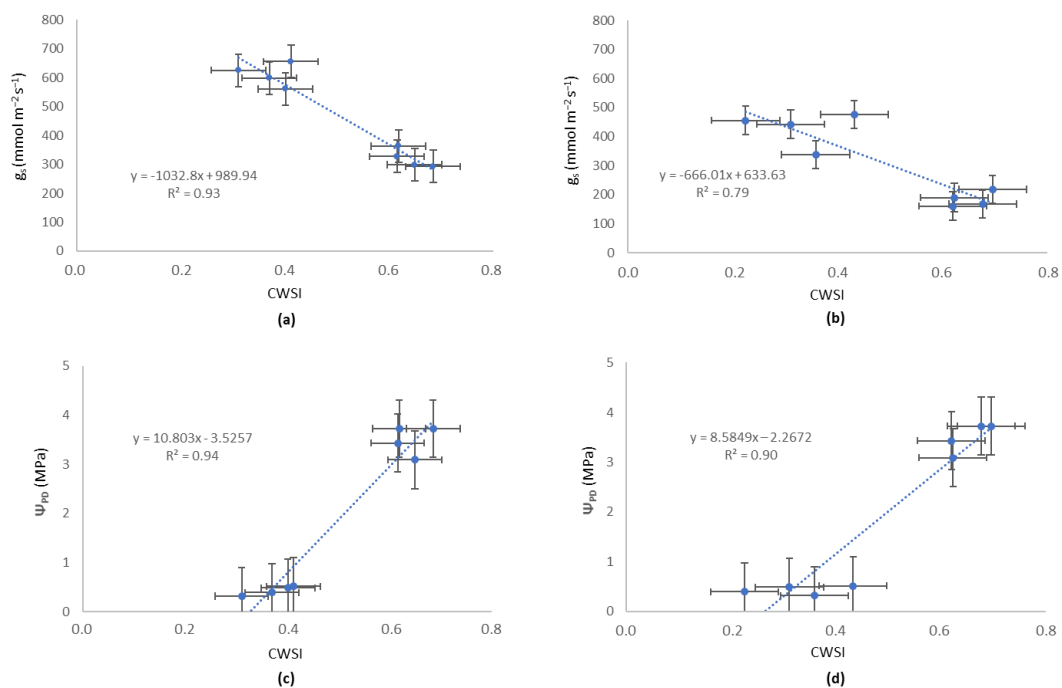 800
700
600
500
400
300
200
100
0
gₛ (mmol m⁻² s⁻¹)
y = -1032.8x + 989.94
R² = 0.93
0.0 0.2 0.4 0.6 0.8
CWSI
(a)
800
700
600
500
400
300
200
100
0
gₛ (mmol m⁻² s⁻¹)
y = -666.01x + 633.63
R² = 0.79
0.0 0.2 0.4 0.6 0.8
CWSI
(b)
5
4
3
2
1
0
Ψ_PD (MPa)
y = 10.803x - 3.5257
R² = 0.94
0.0 0.2 0.4 0.6 0.8
CWSI
(c)
5
4
3
2
1
0
Ψ_PD (MPa)
y = 8.5849x – 2.2672
R² = 0.90
0.0 0.2 0.4 0.6 0.8
CWSI
(d)